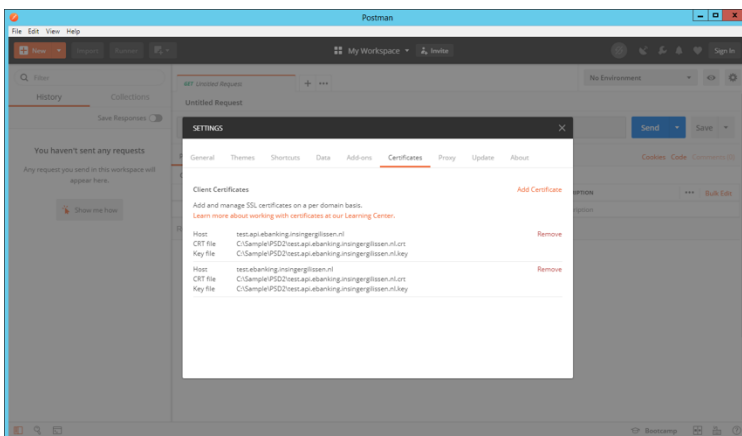 Postman
File Edit View Help
New Import Runner My Workspace Invite Sign In
Filter
History Collections
Save Responses
You haven't sent any requests
Any request you send in this workspace will
appear here.
Show me how
GET Untitled Request
No Environment
Untitled Request
Send Save
Cookies Code Comments (0)
Bulk Edit
SETTINGS
General Themes Shortcuts Data Add-ons Certificates Proxy Update About
Client Certificates Add Certificate
Add and manage SSL certificates on a per domain basis.
Learn more about working with certificates at our Learning Center.
Host test.api.ebanking.insingergilissen.nl Remove
CRT file C:\Sample\PSD2\test.api.ebanking.insingergilissen.nl.crt
Key file C:\Sample\PSD2\test.api.ebanking.insingergilissen.nl.key
Host test.ebanking.insingergilissen.nl Remove
CRT file C:\Sample\PSD2\test.api.ebanking.insingergilissen.nl.crt
Key file C:\Sample\PSD2\test.api.ebanking.insingergilissen.nl.key
Bootcamp